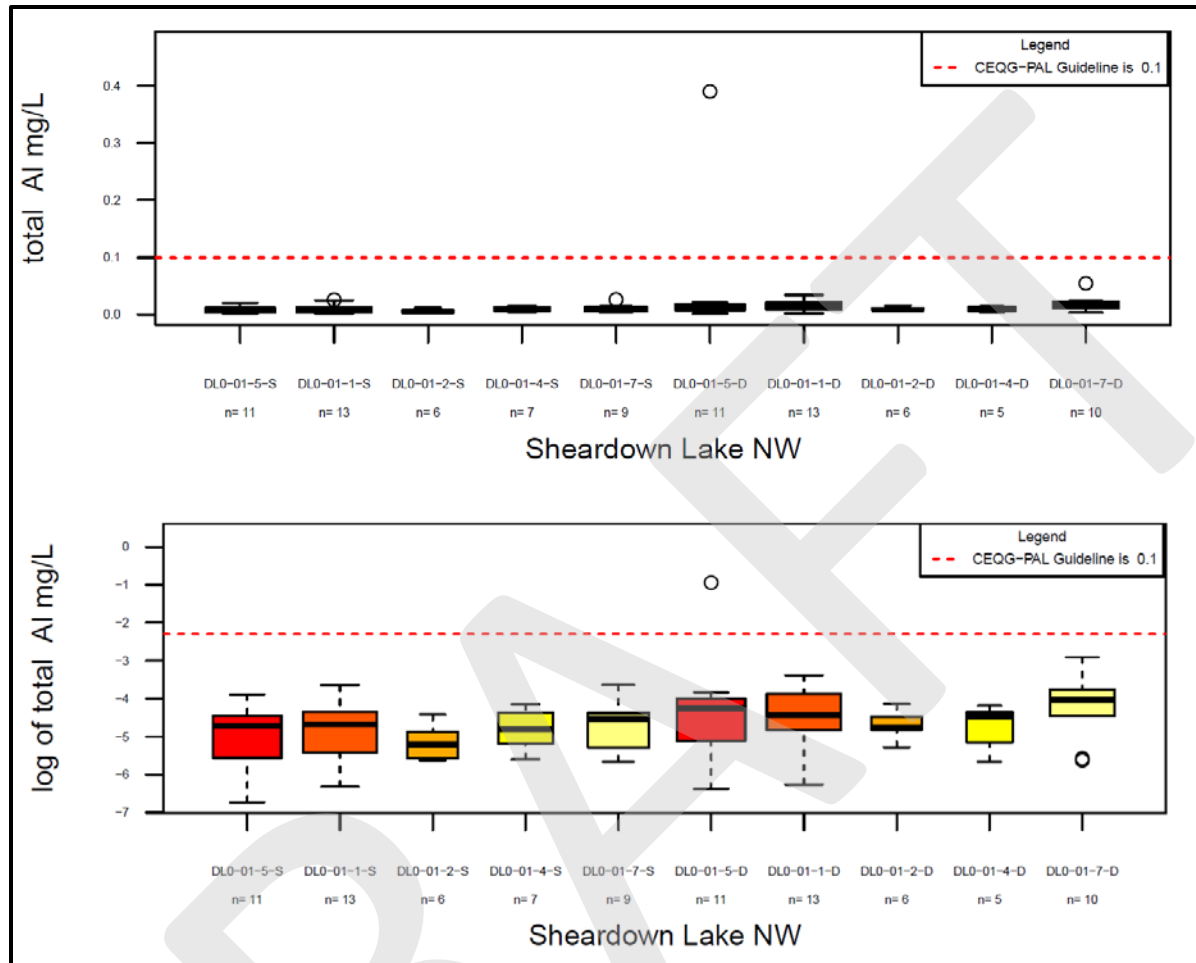 Legend
CEQG-PAL Guideline is 0.1
total Al mg/L
0.4
0.3
0.2
0.1
0.0
DL0-01-5-S DL0-01-1-S DL0-01-2-S DL0-01-4-S DL0-01-7-S DL0-01-5-D DL0-01-1-D DL0-01-2-D DL0-01-4-D DL0-01-7-D
n= 11 n= 13 n= 6 n= 7 n= 9 n= 11 n= 13 n= 6 n= 5 n= 10
Sheardown Lake NW
Legend
CEQG-PAL Guideline is 0.1
log of total Al mg/L
0
−1
−2
−3
−4
−5
−6
−7
DL0-01-5-S DL0-01-1-S DL0-01-2-S DL0-01-4-S DL0-01-7-S DL0-01-5-D DL0-01-1-D DL0-01-2-D DL0-01-4-D DL0-01-7-D
n= 11 n= 13 n= 6 n= 7 n= 9 n= 11 n= 13 n= 6 n= 5 n= 10
Sheardown Lake NW
DRAFT